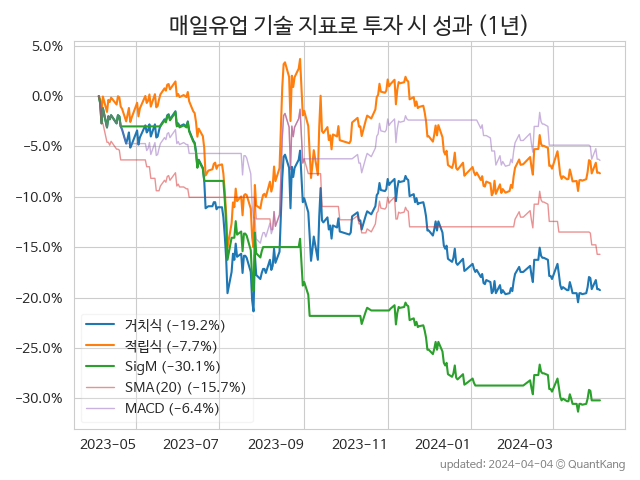 매일유업 기술 지표로 투자 시 성과 (1년)
5.0%
0.0%
−5.0%
−10.0%
−15.0%
−20.0%
−25.0%
−30.0%
거치식 (−19.2%)
적립식 (−7.7%)
SigM (−30.1%)
SMA(20) (−15.7%)
MACD (−6.4%)
2023-05 2023-07 2023-09 2023-11 2024-01 2024-03
updated: 2024-04-04 ⓒ QuantKang